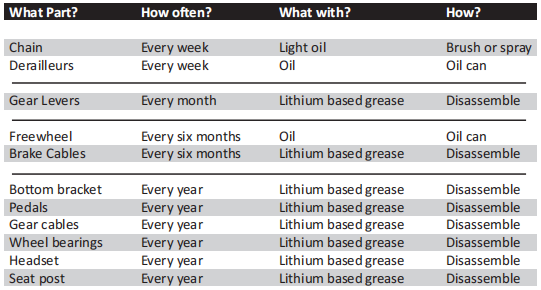 What Part? How often? What with? How?
Chain Every week Light oil Brush or spray
Derailleurs Every week Oil Oil can
Gear Levers Every month Lithium based grease Disassemble
Freewheel Every six months Oil Oil can
Brake Cables Every six months Lithium based grease Disassemble
Bottom bracket Every year Lithium based grease Disassemble
Pedals Every year Lithium based grease Disassemble
Gear cables Every year Lithium based grease Disassemble
Wheel bearings Every year Lithium based grease Disassemble
Headset Every year Lithium based grease Disassemble
Seat post Every year Lithium based grease Disassemble